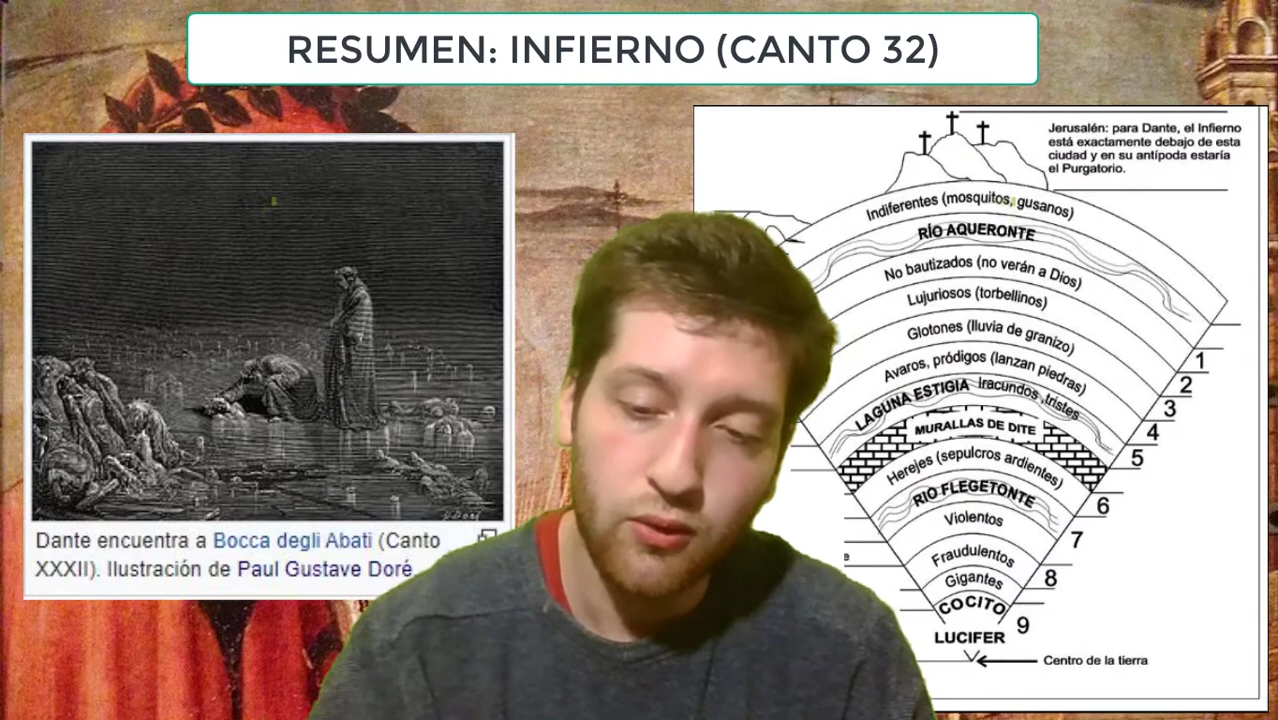 RESUMEN: INFIERNO (CANTO 32)
Dante encuentra a Bocca degli Abati (Canto
XXXII). Ilustración de Paul Gustave Doré
Jerusalén: para Dante, el Infierno
está exactamente debajo de esta
ciudad y en su antípoda estaría
el Purgatorio.
Indiferentes (mosquitos, gusanos)
RÍO AQUERONTE
No bautizados (no verán a Dios)
Lujuriosos (torbellinos)
Glotones (lluvia de granizo)
Avaros, pródigos (lanzan piedras)
LAGUNA ESTIGIA Iracundos ,tristes
MURALLAS DE DITE
Herejes (sepulcros ardientes)
RIO FLEGETONTE
Violentos
Fraudulentos
Gigantes
COCITO
LUCIFER
Centro de la tierra
1
2
3
4
5
6
7
8
9